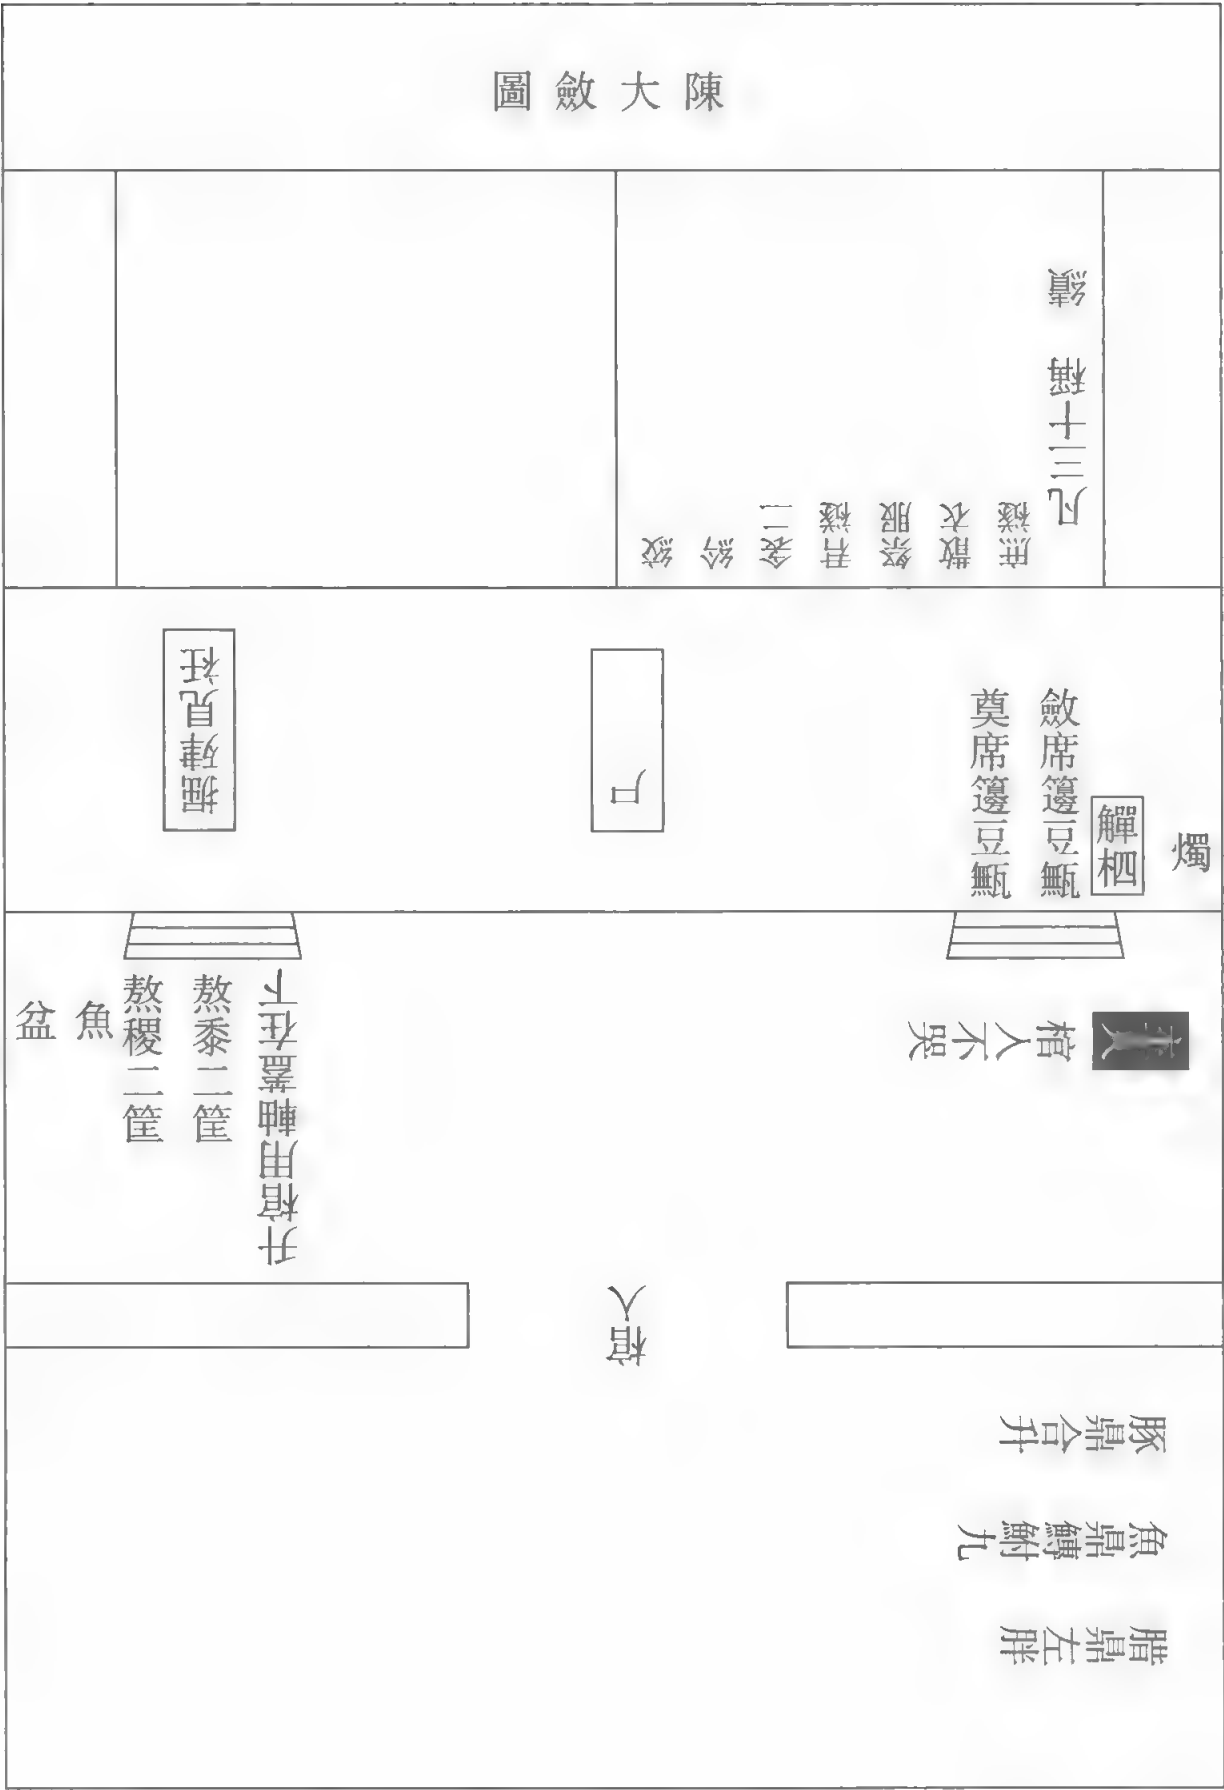 陳大斂圖
凡三十稱
庶襚
散衣
祭服
君襚
衾二
紟
絞
燭
觶柶
斂席籩豆甒
奠席籩豆甒
尸
掘肂見衽
棺入不哭
升棺用軸蓋在下
熬黍二筐
熬稷二筐
魚
盆
棺入
豚鼎合升
魚鼎鱄鮒九
腊鼎左胖